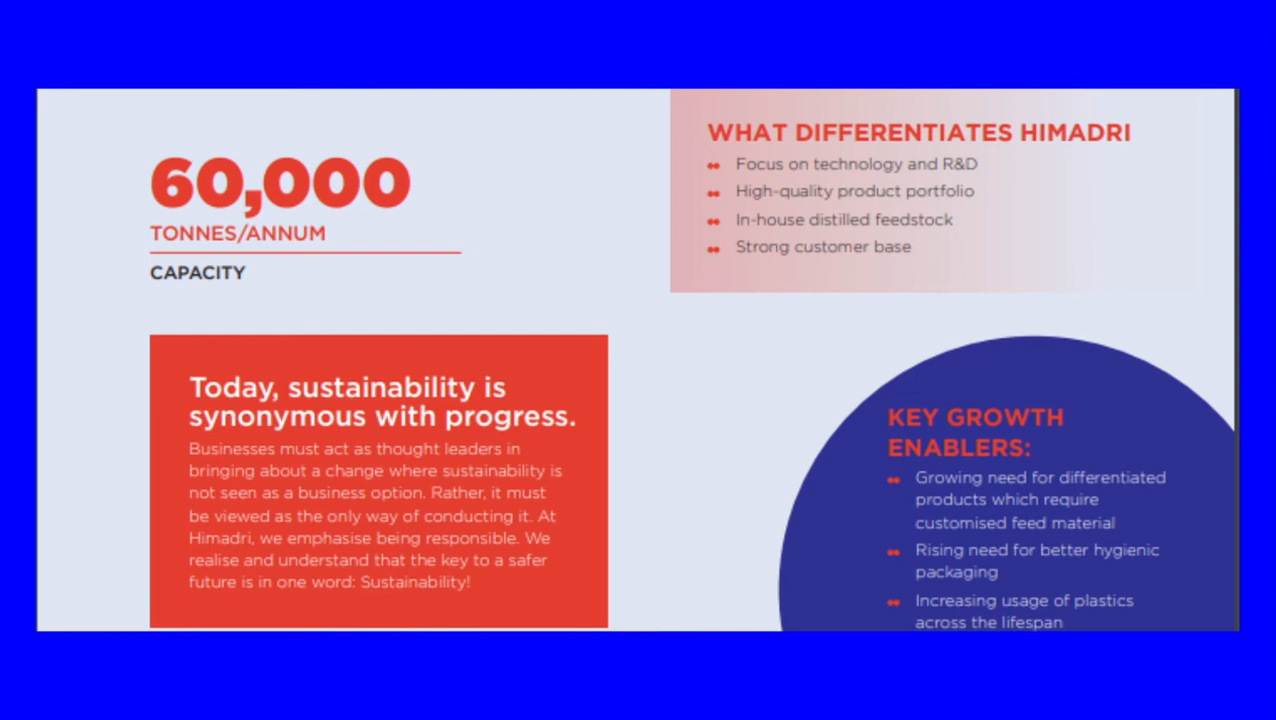 60,000
TONNES/ANNUM
CAPACITY
WHAT DIFFERENTIATES HIMADRI
Focus on technology and R&D
High-quality product portfolio
In-house distilled feedstock
Strong customer base
Today, sustainability is
synonymous with progress.
Businesses must act as thought leaders in
bringing about a change where sustainability is
not seen as a business option. Rather, it must
be viewed as the only way of conducting it. At
Himadri, we emphasise being responsible. We
realise and understand that the key to a safer
future is in one word: Sustainability!
KEY GROWTH
ENABLERS:
Growing need for differentiated
products which require
customised feed material
Rising need for better hygienic
packaging
Increasing usage of plastics
across the lifespan